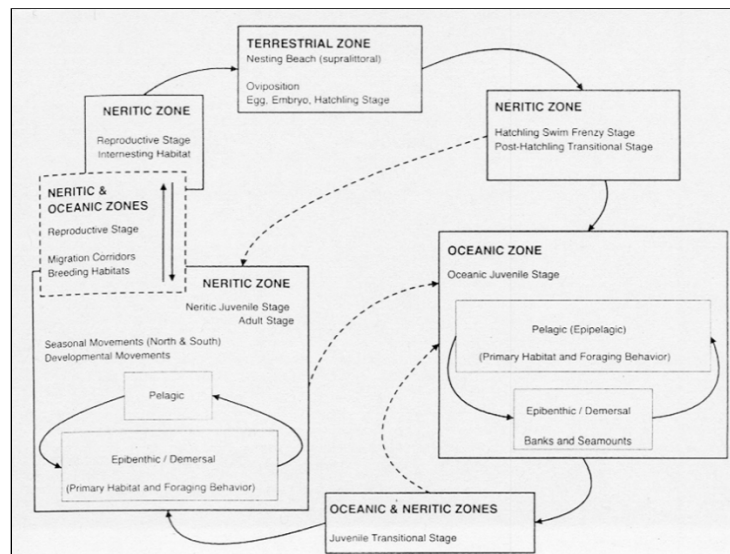 TERRESTRIAL ZONE
Nesting Beach (supralittoral)
Oviposition
Egg, Embryo, Hatchling Stage
NERITIC ZONE
Reproductive Stage
Internesting Habitat
NERITIC ZONE
Hatchling Swim Frenzy Stage
Post-Hatchling Transitional Stage
NERITIC &
OCEANIC ZONES
Reproductive Stage
Migration Corridors
Breeding Habitats
OCEANIC ZONE
Oceanic Juvenile Stage
Pelagic (Epipelagic)
(Primary Habitat and Foraging Behavior)
Epibenthic / Demersal
Banks and Seamounts
NERITIC ZONE
Neritic Juvenile Stage
Adult Stage
Seasonal Movements (North & South)
Developmental Movements
Pelagic
Epibenthic / Demersal
(Primary Habitat and Foraging Behavior)
OCEANIC & NERITIC ZONES
Juvenile Transitional Stage